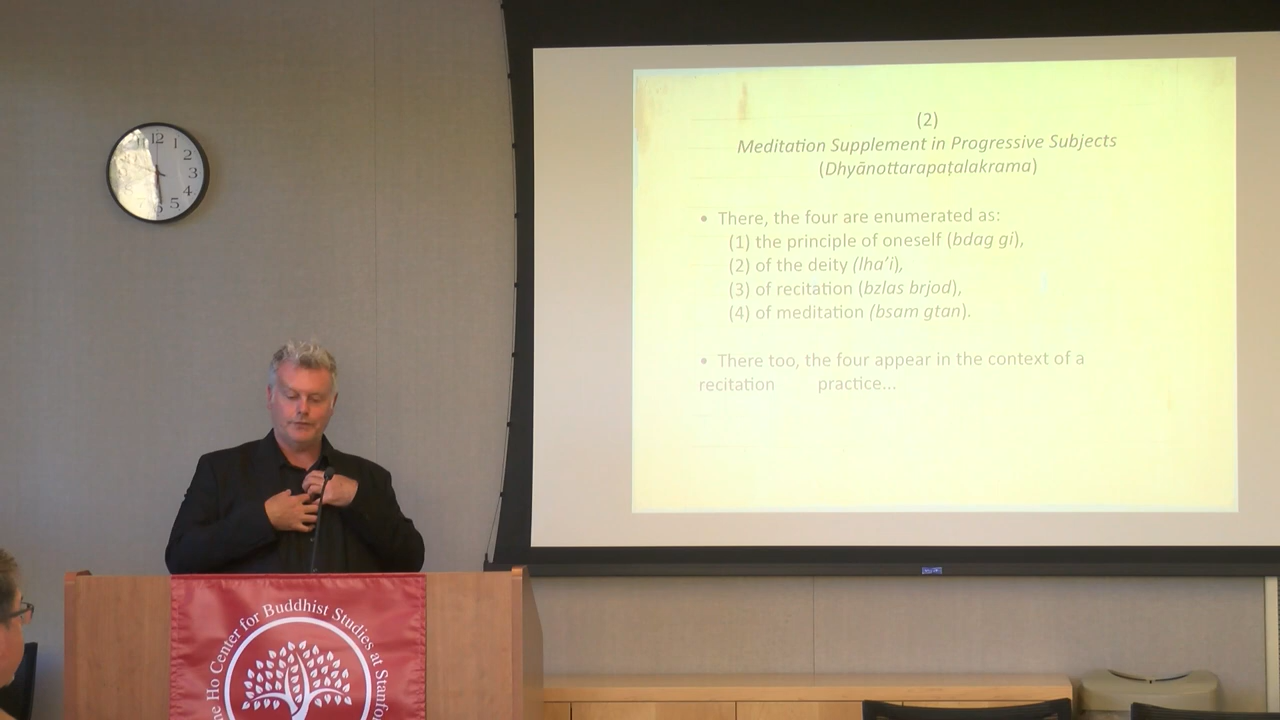 12
1
2
3
4
5
6
(2)
Meditation Supplement in Progressive Subjects
(Dhyānottarapaṭalakrama)
• There, the four are enumerated as:
(1) the principle of oneself (bdag gi),
(2) of the deity (lha’i),
(3) of recitation (bzlas brjod),
(4) of meditation (bsam gtan).
• There too, the four appear in the context of a
recitation practice...
Ho Center for Buddhist Studies at